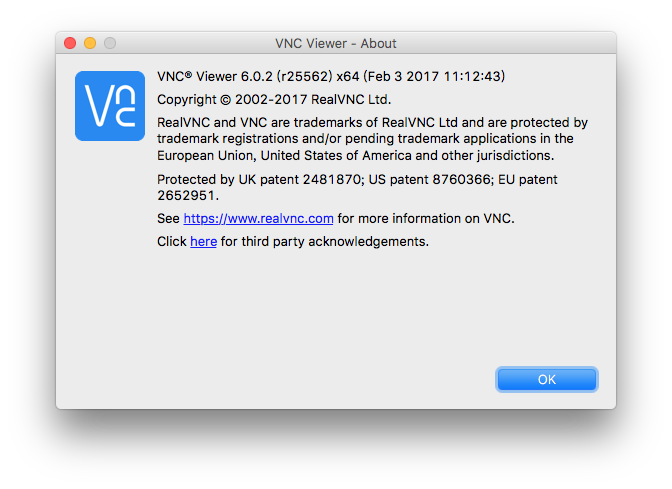 VNC Viewer - About
VNC® Viewer 6.0.2 (r25562) x64 (Feb 3 2017 11:12:43)
Copyright © 2002-2017 RealVNC Ltd.
RealVNC and VNC are trademarks of RealVNC Ltd and are protected by
trademark registrations and/or pending trademark applications in the
European Union, United States of America and other jurisdictions.
Protected by UK patent 2481870; US patent 8760366; EU patent
2652951.
See https://www.realvnc.com for more information on VNC.
Click here for third party acknowledgements.
OK